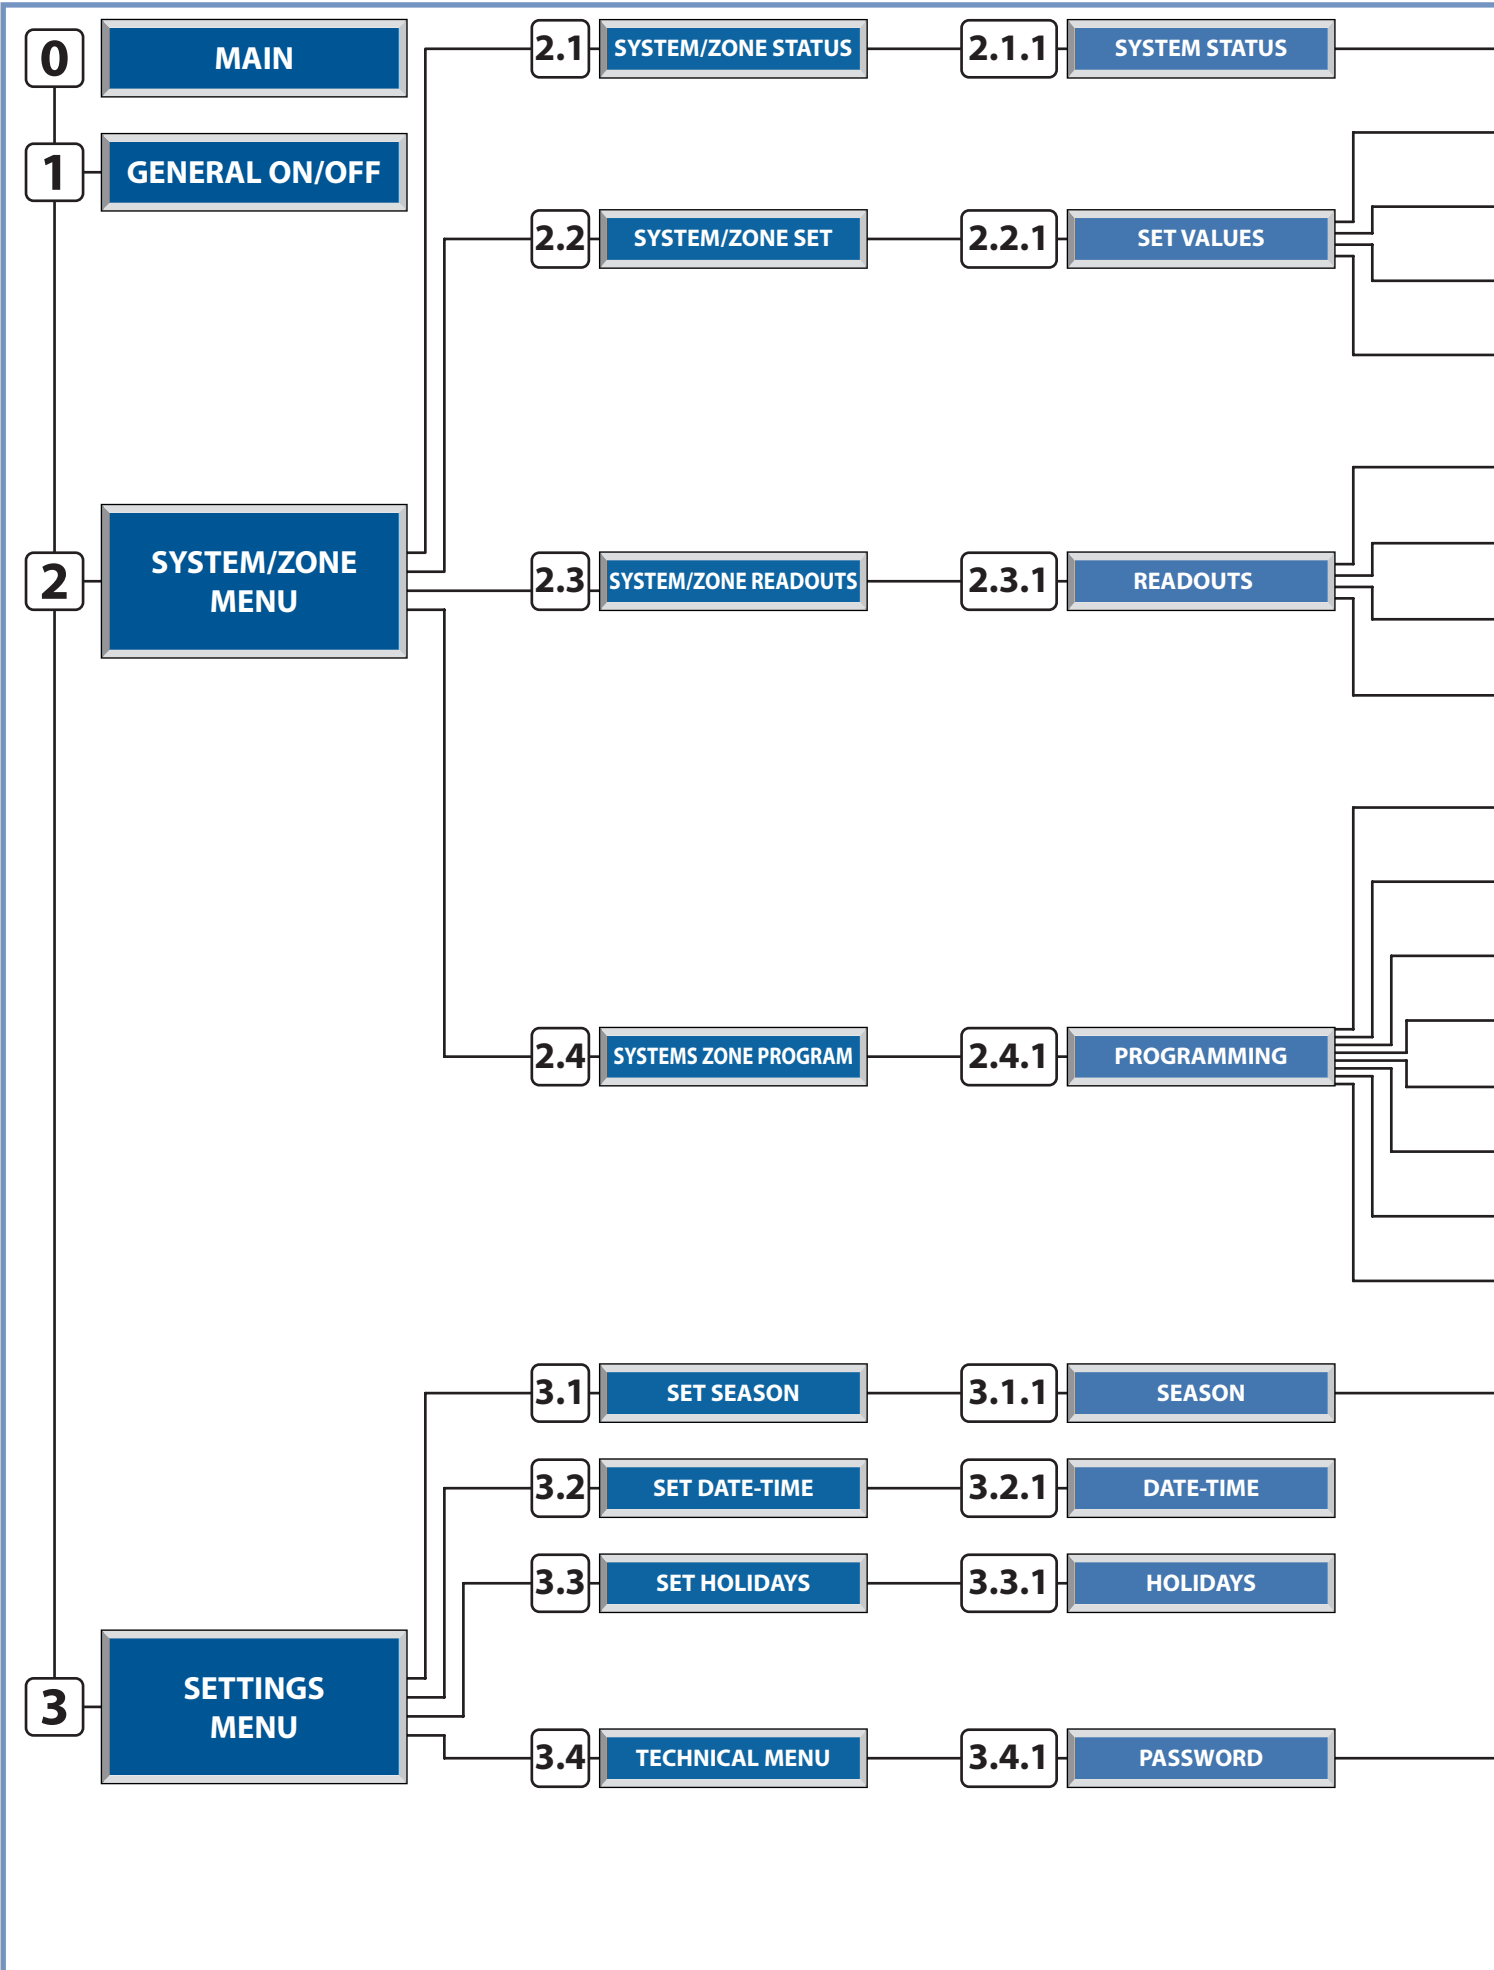 0
MAIN
1
GENERAL ON/OFF
2
SYSTEM/ZONE
MENU
2.1
SYSTEM/ZONE STATUS
2.1.1
SYSTEM STATUS
2.2
SYSTEM/ZONE SET
2.2.1
SET VALUES
2.3
SYSTEM/ZONE READOUTS
2.3.1
READOUTS
2.4
SYSTEMS ZONE PROGRAM
2.4.1
PROGRAMMING
3
SETTINGS
MENU
3.1
SET SEASON
3.1.1
SEASON
3.2
SET DATE-TIME
3.2.1
DATE-TIME
3.3
SET HOLIDAYS
3.3.1
HOLIDAYS
3.4
TECHNICAL MENU
3.4.1
PASSWORD